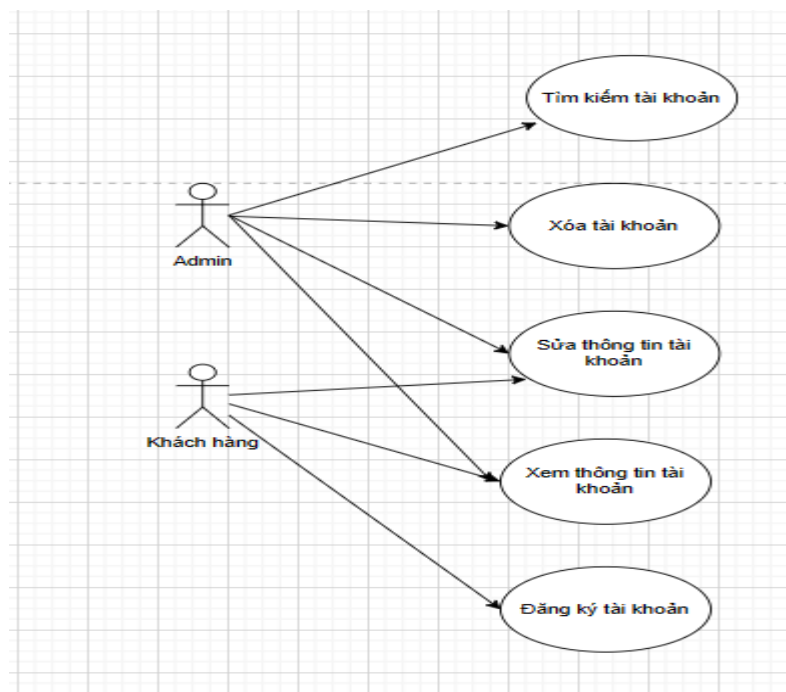 Tìm kiếm tài khoản
Xóa tài khoản
Admin
Sửa thông tin tài
khoản
Khách hàng
Xem thông tin tài
khoản
Đăng ký tài khoản